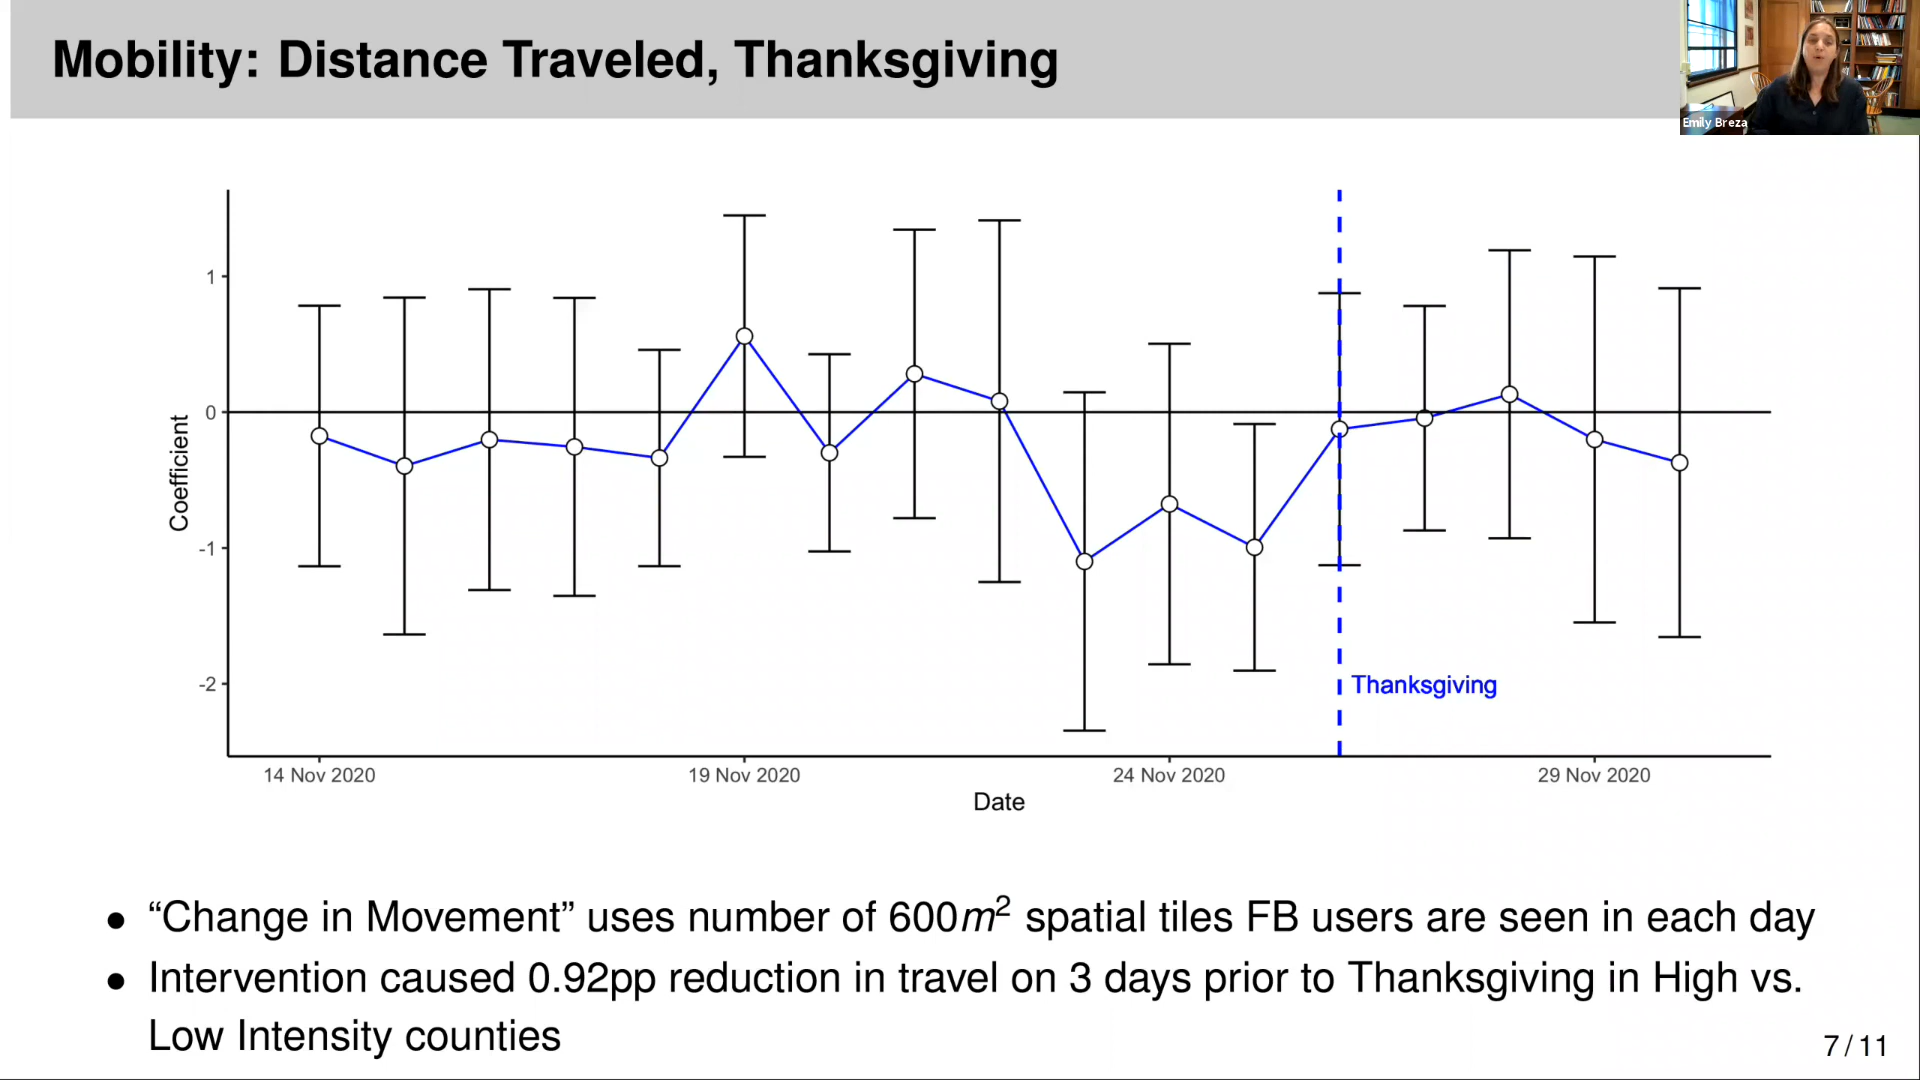 Mobility: Distance Traveled, Thanksgiving
Emily Breza
1
0
-1
-2
Coefficient
Thanksgiving
14 Nov 2020
19 Nov 2020
24 Nov 2020
29 Nov 2020
Date
• “Change in Movement” uses number of 600m² spatial tiles FB users are seen in each day
• Intervention caused 0.92pp reduction in travel on 3 days prior to Thanksgiving in High vs.
Low Intensity counties
7 / 11